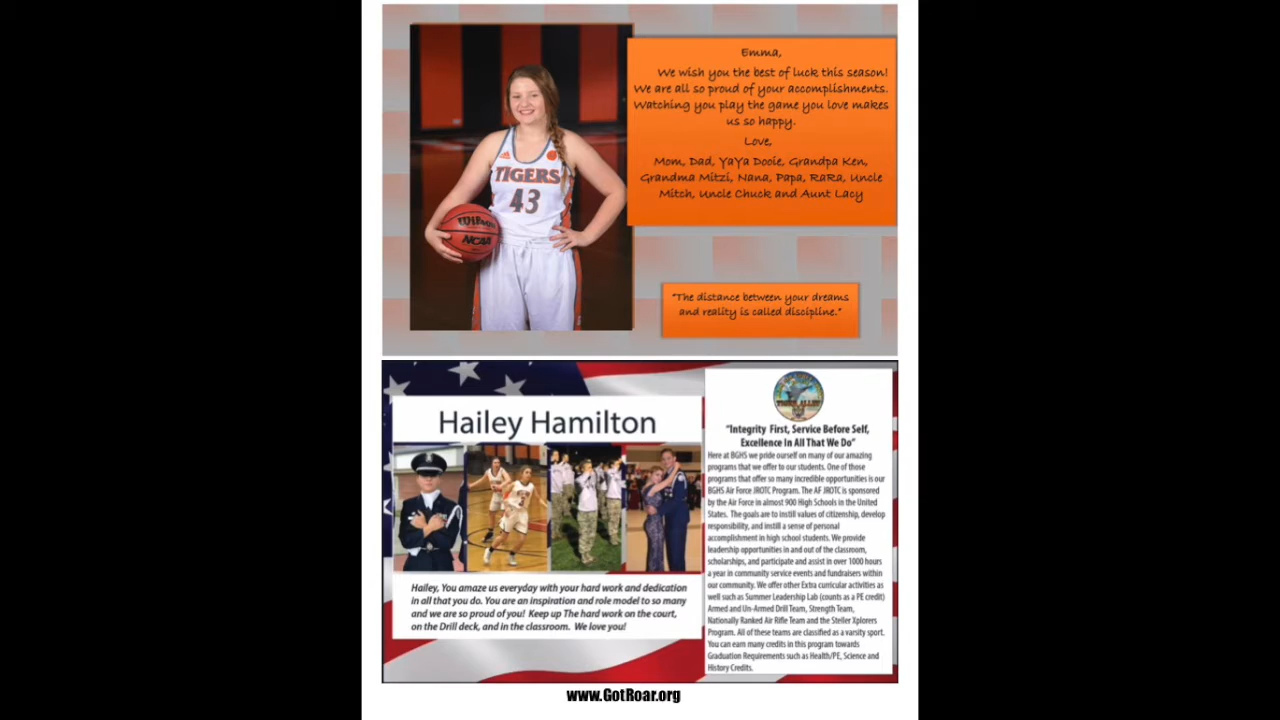 Emma,
We wish you the best of luck this season!
We are all so proud of your accomplishments.
Watching you play the game you love makes
us so happy.
Love,
Mom, Dad, YaYa Dooie, Grandpa Ken,
Grandma Mitzi, Nana, Papa, RaRa, Uncle
Mitch, Uncle Chuck and Aunt Lacy
TIGERS
43
Wilson
NCAA
"The distance between your dreams
and reality is called discipline."
Hailey Hamilton
Hailey, You amaze us everyday with your hard work and dedication
in all that you do. You are an inspiration and role model to so many
and we are so proud of you! Keep up The hard work on the court,
on the Drill deck, and in the classroom. We love you!
"Integrity First, Service Before Self,
Excellence In All That We Do"
Here at BGHS we pride ourself on many of our amazing
programs that we offer to our students. One of those
programs that offer so many incredible opportunities is our
BGHS Air Force JROTC Program. The AF JROTC is sponsored
by the Air Force in almost 900 High Schools in the United
States. The goals are to instill values of citizenship, develop
responsibility, and instill a sense of personal
accomplishment in high school students. We provide
leadership opportunities in and out of the classroom,
scholarships, and participate and assist in over 1000 hours
a year in community service events and fundraisers within
our community. We offer other Extra curricular activities as
well such as Summer Leadership Lab (counts as a PE credit)
Armed and Un-Armed Drill Team, Strength Team,
Nationally Ranked Air Rifle Team and the Steller Xplorers
Program. All of these teams are classified as a varsity sport.
You can earn many credits in this program towards
Graduation Requirements such as Health/PE, Science and
History Credits.
www.GotRoar.org